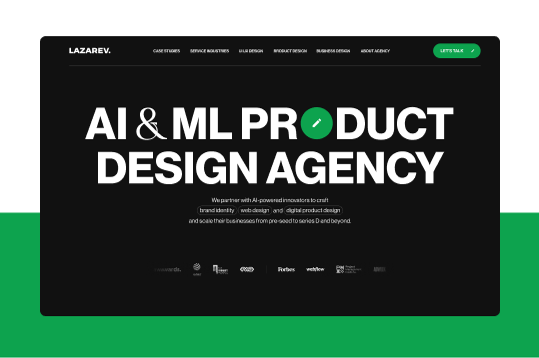 LAZAREV.
CASE STUDIES SERVICE INDUSTRIES UI UX DESIGN PRODUCT DESIGN BUSINESS DESIGN ABOUT AGENCY
LET'S TALK
AI & ML PRODUCT
DESIGN AGENCY
We partner with AI-powered innovators to craft
brand identity web design and digital product design
and scale their businesses from pre-seed to series D and beyond.
Forbes webflow